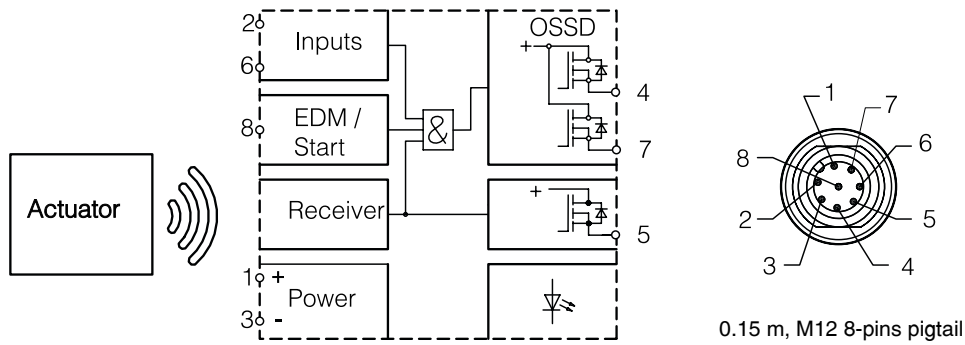 Actuator
2
6
Inputs
8
EDM /
Start
Receiver
1 +
3 -
Power
&
OSSD
+
4
7
+
5
1
7
8
6
2
5
3
4
0.15 m, M12 8-pins pigtail